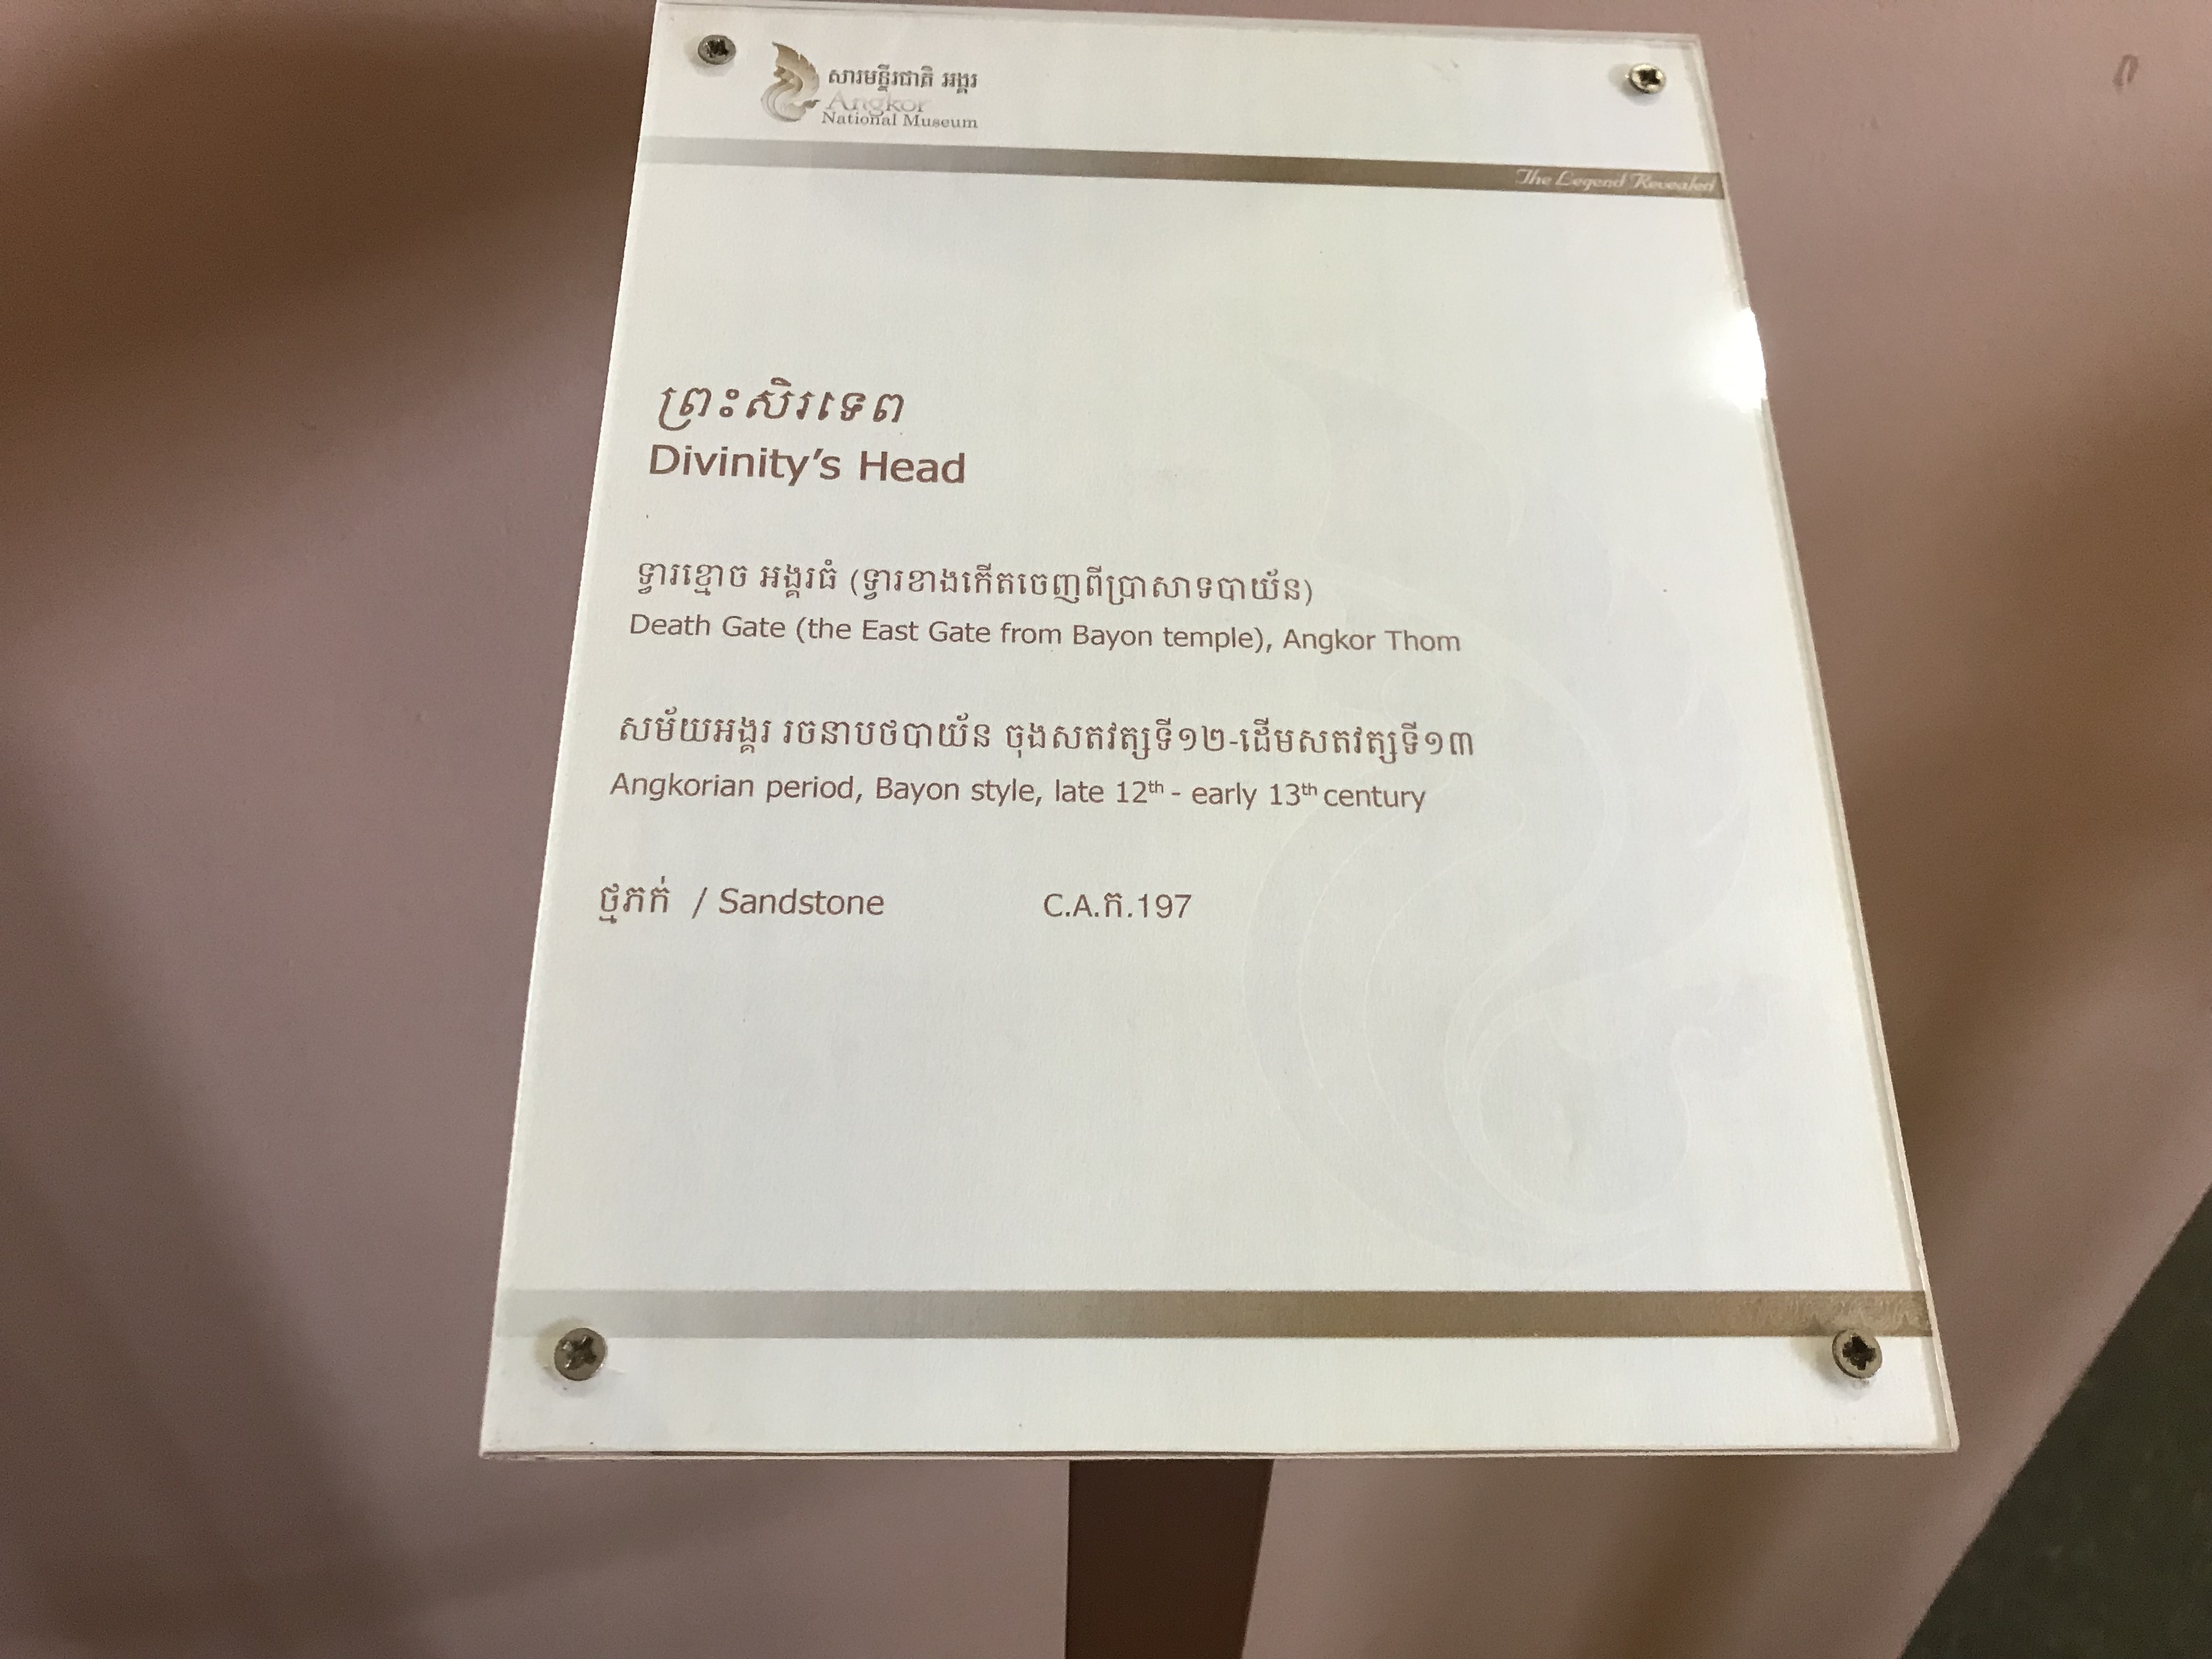 សារមន្ទីរជាតិ អង្គរ
Angkor
National Museum
The Legend Revealed
ព្រះសិរទេព
Divinity’s Head
ទ្វារខ្មោច អង្គរធំ (ទ្វារខាងកើតចេញពីប្រាសាទបាយ័ន)
Death Gate (the East Gate from Bayon temple), Angkor Thom
សម័យអង្គរ រចនាបថបាយ័ន ចុងសតវត្សទី១២-ដើមសតវត្សទី១៣
Angkorian period, Bayon style, late 12th - early 13th century
ថ្មភក់ / Sandstone C.A.ក.197